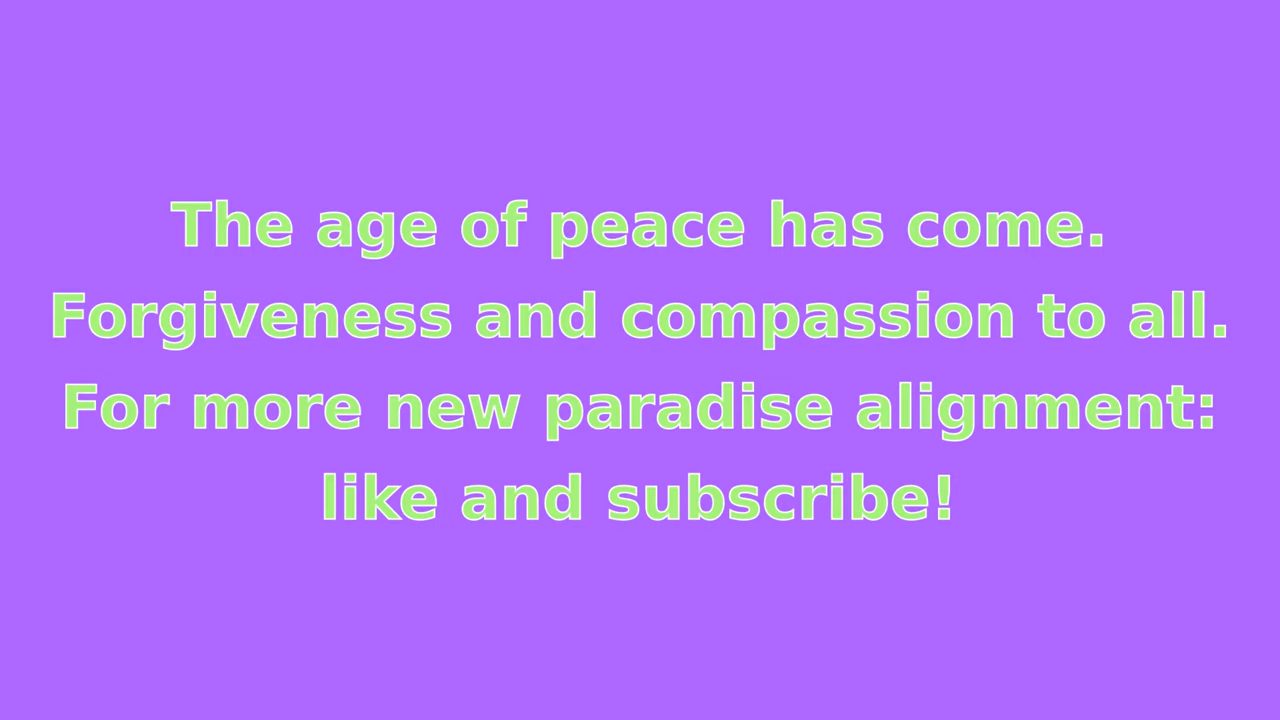 The age of peace has come.
Forgiveness and compassion to all.
For more new paradise alignment:
like and subscribe!